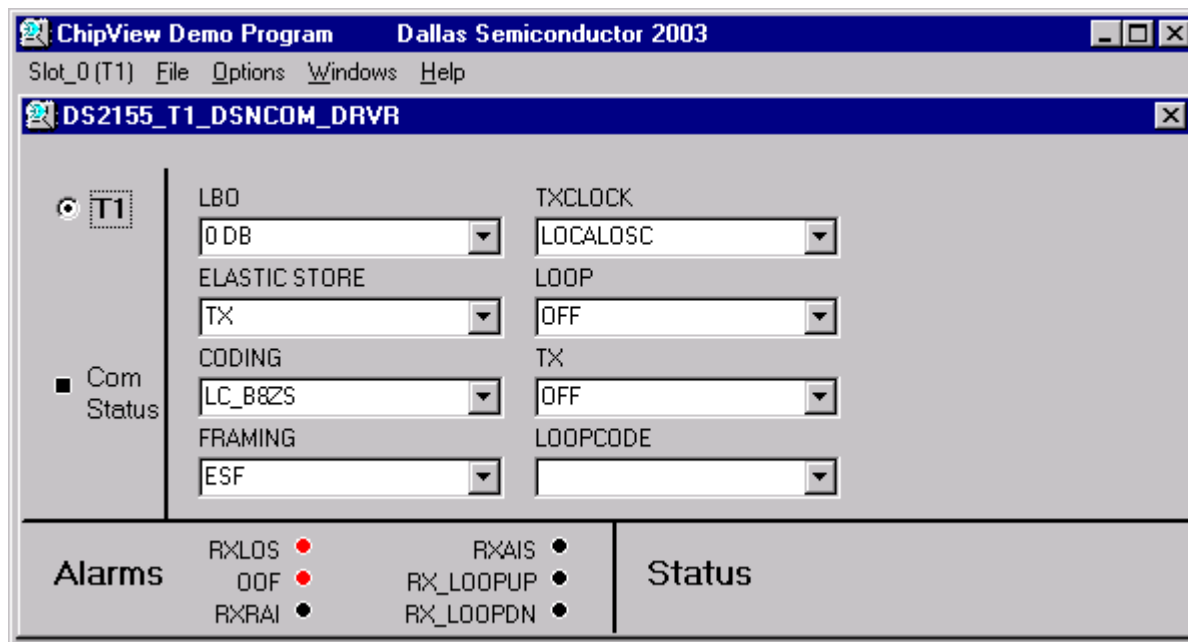 ChipView Demo Program Dallas Semiconductor 2003
Slot_0 (T1) File Options Windows Help
DS2155_T1_DSNCOM_DRVR
T1
LBO TXCLOCK
0 DB LOCALOSC
ELASTIC STORE LOOP
TX OFF
CODING TX
Com Status
LC_B8ZS OFF
FRAMING LOOPCODE
ESF
Alarms
RXLOS RXAIS
OOF RX_LOOPUP
RXRAI RX_LOOPDN
Status